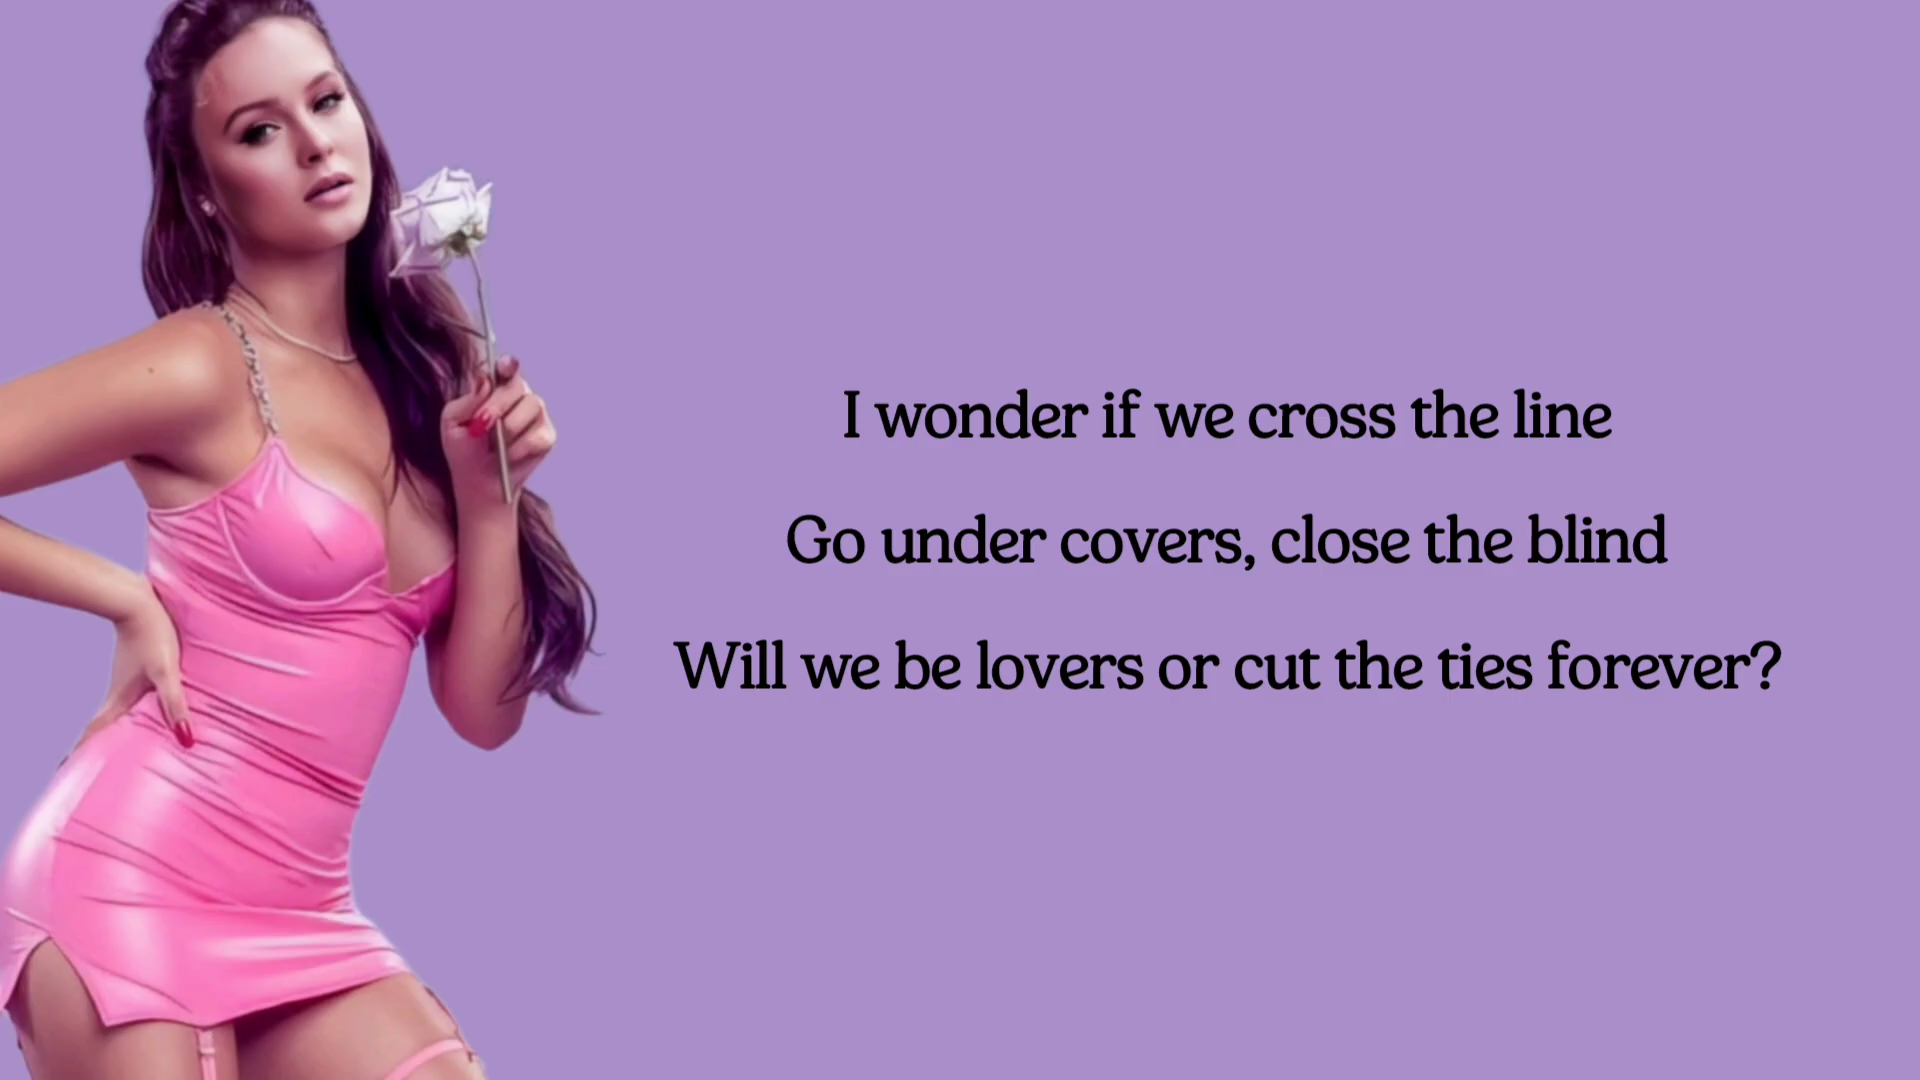 I wonder if we cross the line
Go under covers, close the blind
Will we be lovers or cut the ties forever?